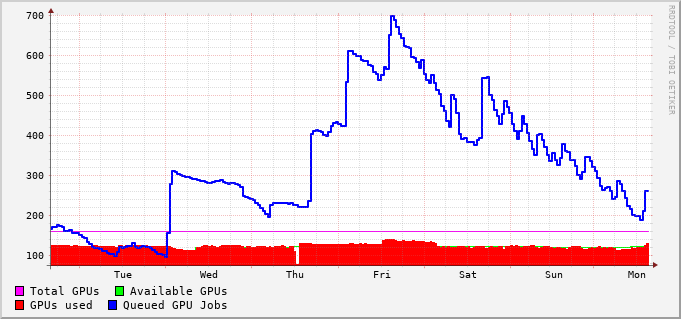 700
600
500
400
300
200
100
Tue Wed Thu Fri Sat Sun Mon
Total GPUs Available GPUs
GPUs used Queued GPU Jobs
RRDTOOL / TOBI OETIKER